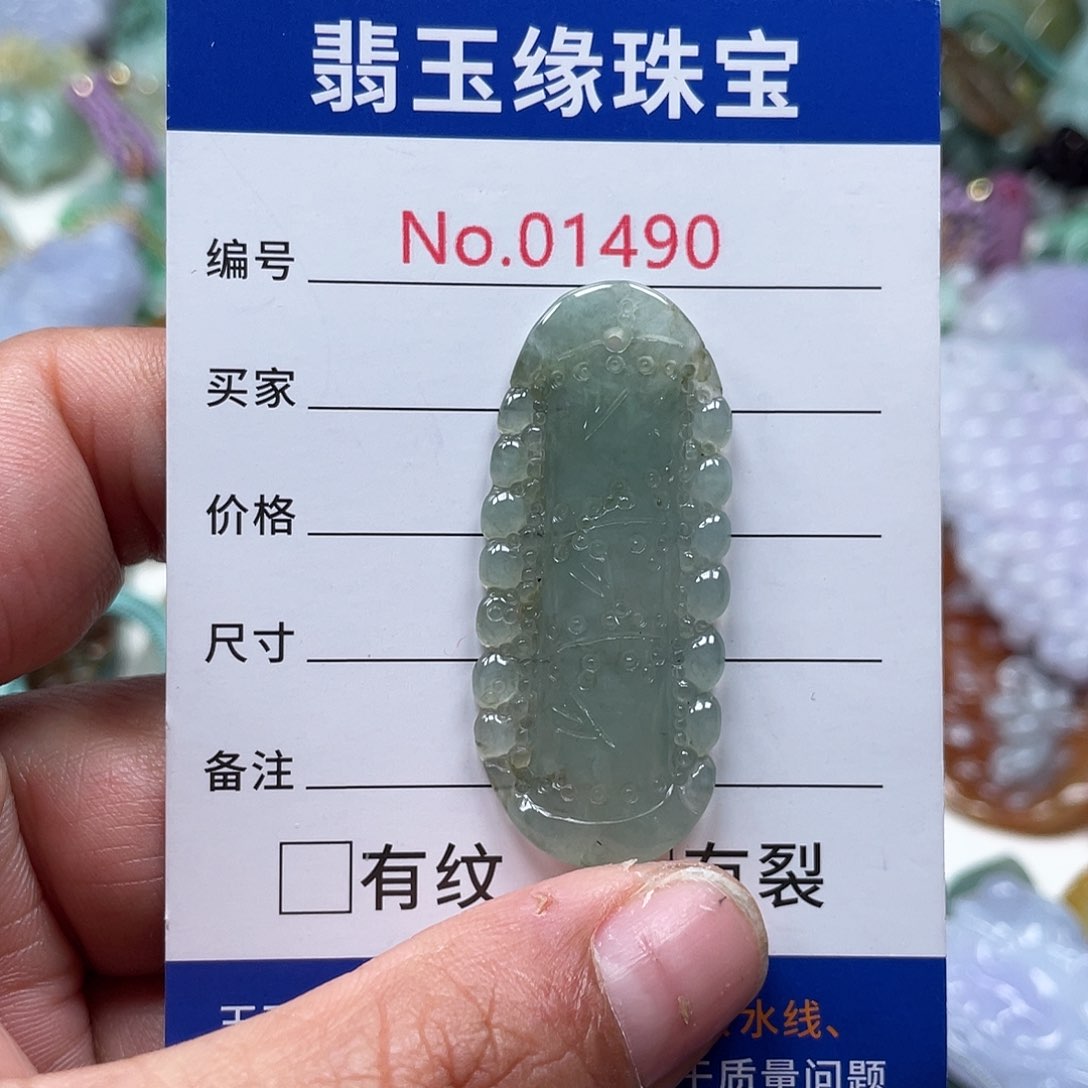 翡玉缘珠宝
编号 No.01490
买家
价格
尺寸
备注
有纹 有裂
水线、
质量问题